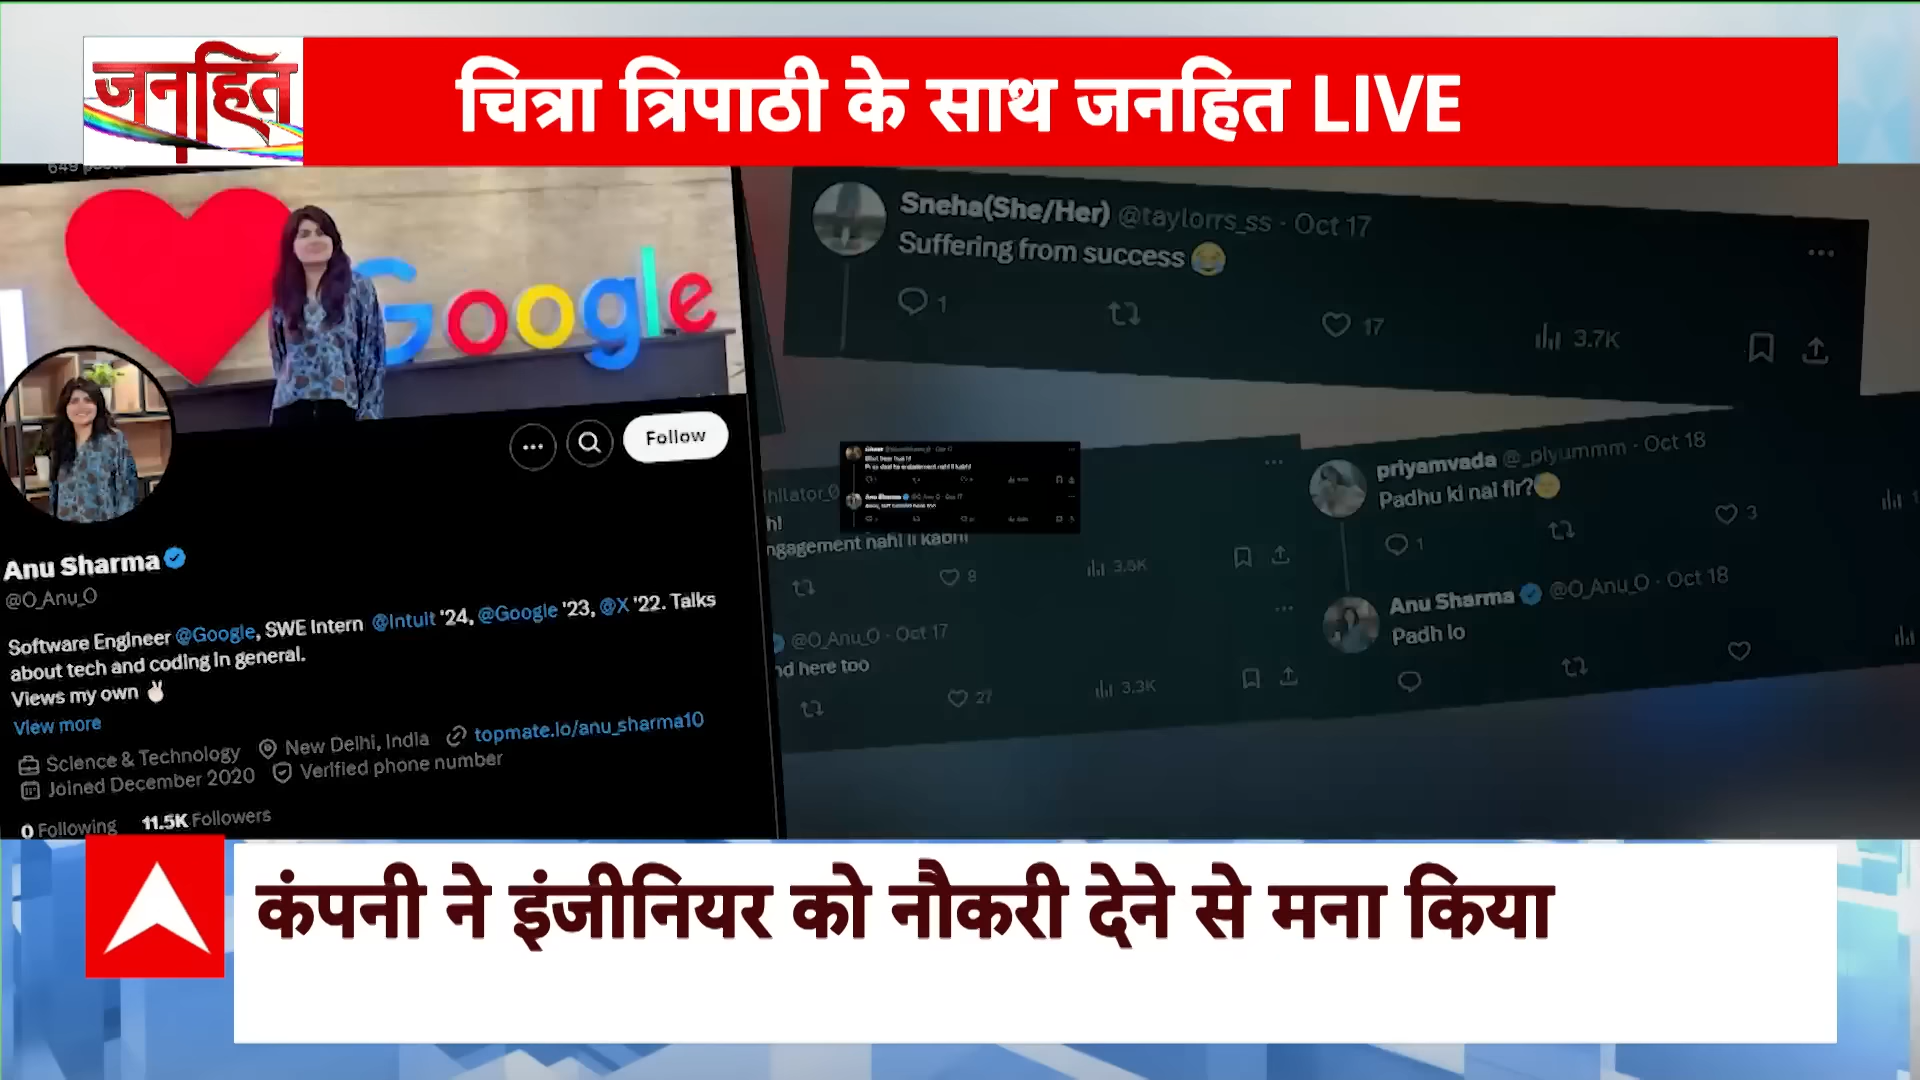 जनहित
चित्रा त्रिपाठी के साथ जनहित LIVE
649 posts
Google
Follow
Anu Sharma
@O_Anu_O
Software Engineer @Google, SWE Intern @Intuit '24, @Google '23, @X '22. Talks
about tech and coding in general.
Views my own ✌🏻
View more
Science & Technology New Delhi, India topmate.io/anu_sharma10
Joined December 2020 Verified phone number
0 Following 11.5K Followers
Sneha(She/Her) @taylorrs_ss · Oct 17
Suffering from success 😂
1 17 3.7K
h!
ngagement nahi li kabhi
8 3.5K
@O_Anu_O · Oct 17
nd here too
27 3.3K
priyamvada @_plyummm · Oct 18
Padhu ki nai fir?
1 3
Anu Sharma @O_Anu_O · Oct 18
Padh lo
कंपनी ने इंजीनियर को नौकरी देने से मना किया